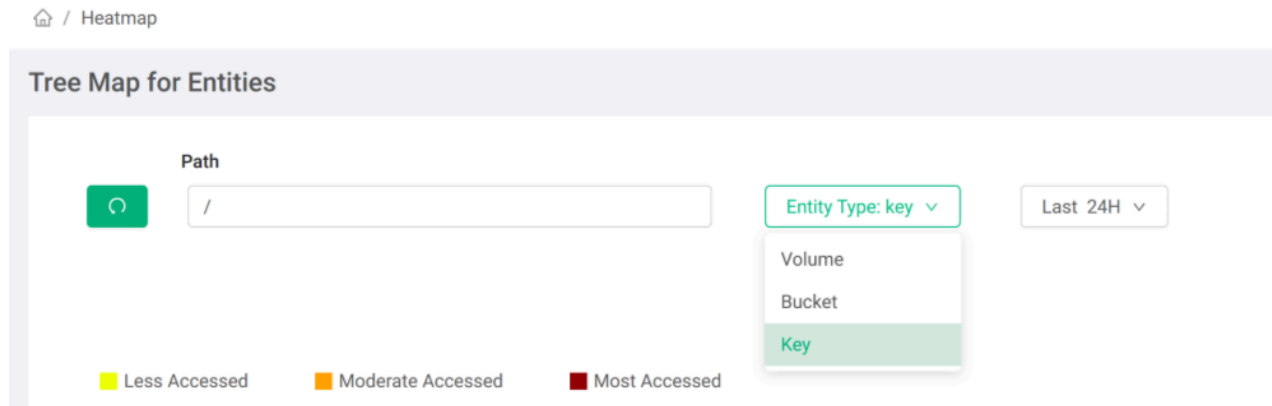 / Heatmap
Tree Map for Entities
Path
/
Entity Type: key
Last 24H
Volume
Bucket
Key
Less Accessed
Moderate Accessed
Most Accessed